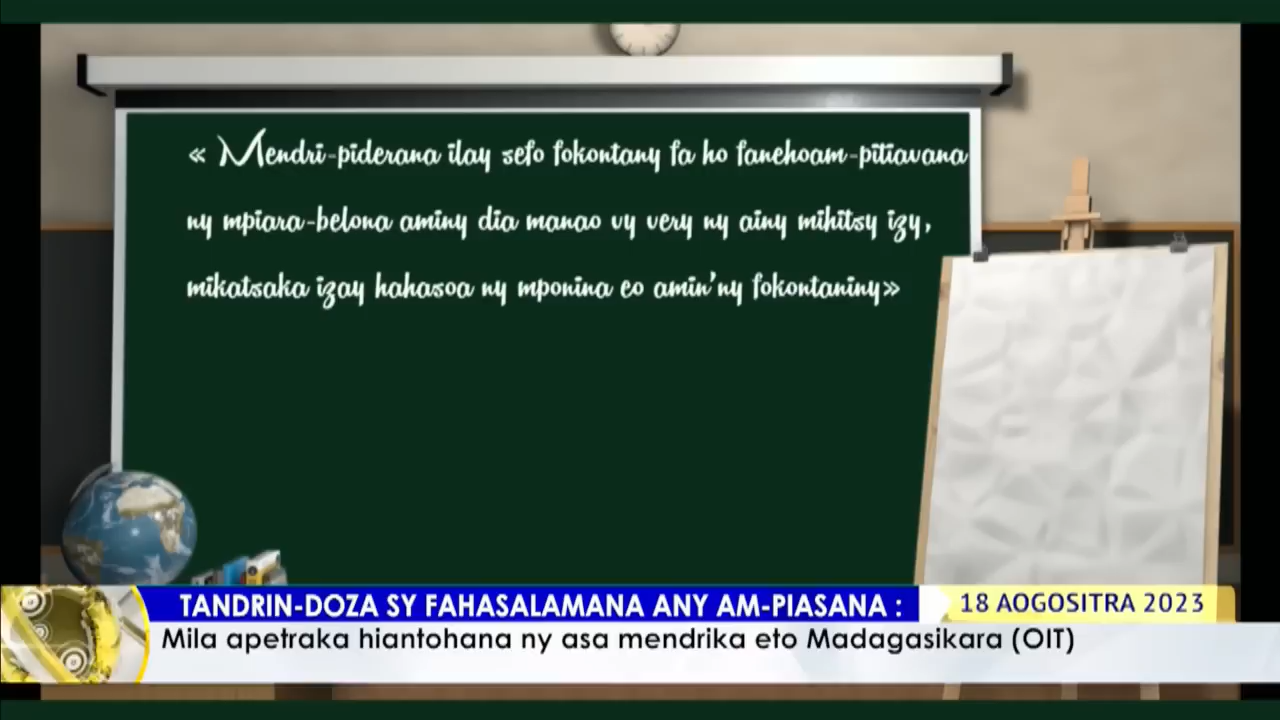 « Mendri-piderana ilay sefo fokontany fa ho fanehoam-pitiavana
ny mpiara-belona aminy dia manao vy very ny ainy mihitsy izy,
mikatsaka izay hahasoa ny mponina eo amin'ny fokontaniny»
TANDRIN-DOZA SY FAHASALAMANA ANY AM-PIASANA :
18 AOGOSITRA 2023
Mila apetraka hiantohana ny asa mendrika eto Madagasikara (OIT)